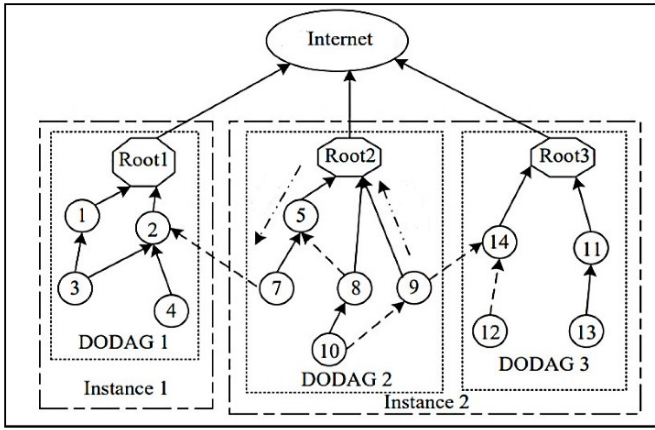 Internet
Root1
Root2
Root3
1
2
3
4
5
7
8
9
10
14
11
12
13
DODAG 1
DODAG 2
DODAG 3
Instance 1
Instance 2